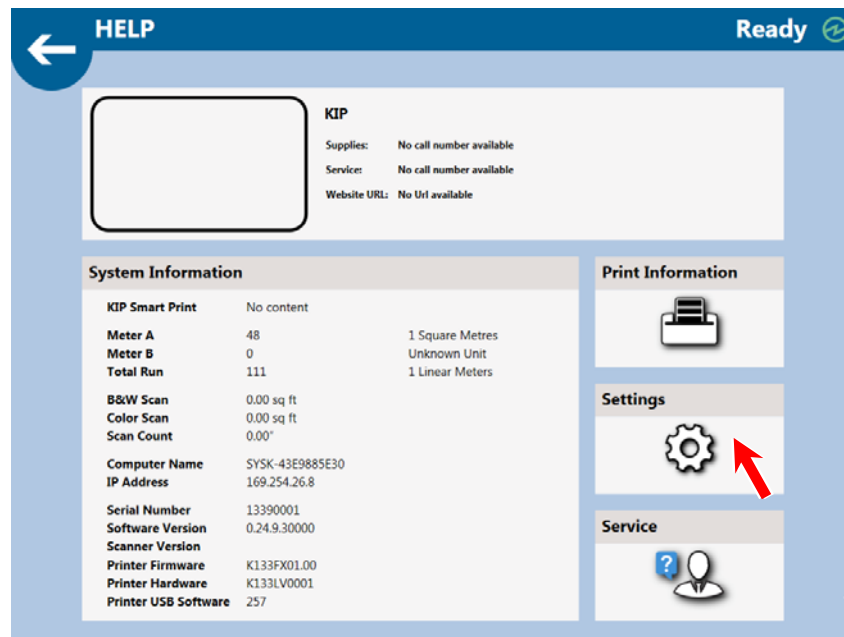 HELP
Ready
KIP
Supplies: No call number available
Service: No call number available
Website URL: No Url available
System Information
KIP Smart Print No content
Meter A 48 1 Square Metres
Meter B 0 Unknown Unit
Total Run 111 1 Linear Meters
B&W Scan 0.00 sq ft
Color Scan 0.00 sq ft
Scan Count 0.00"
Computer Name SYSK-43E9885E30
IP Address 169.254.26.8
Serial Number 13390001
Software Version 0.24.9.30000
Scanner Version
Printer Firmware K133FX01.00
Printer Hardware K133LV0001
Printer USB Software 257
Print Information
Settings
Service
?